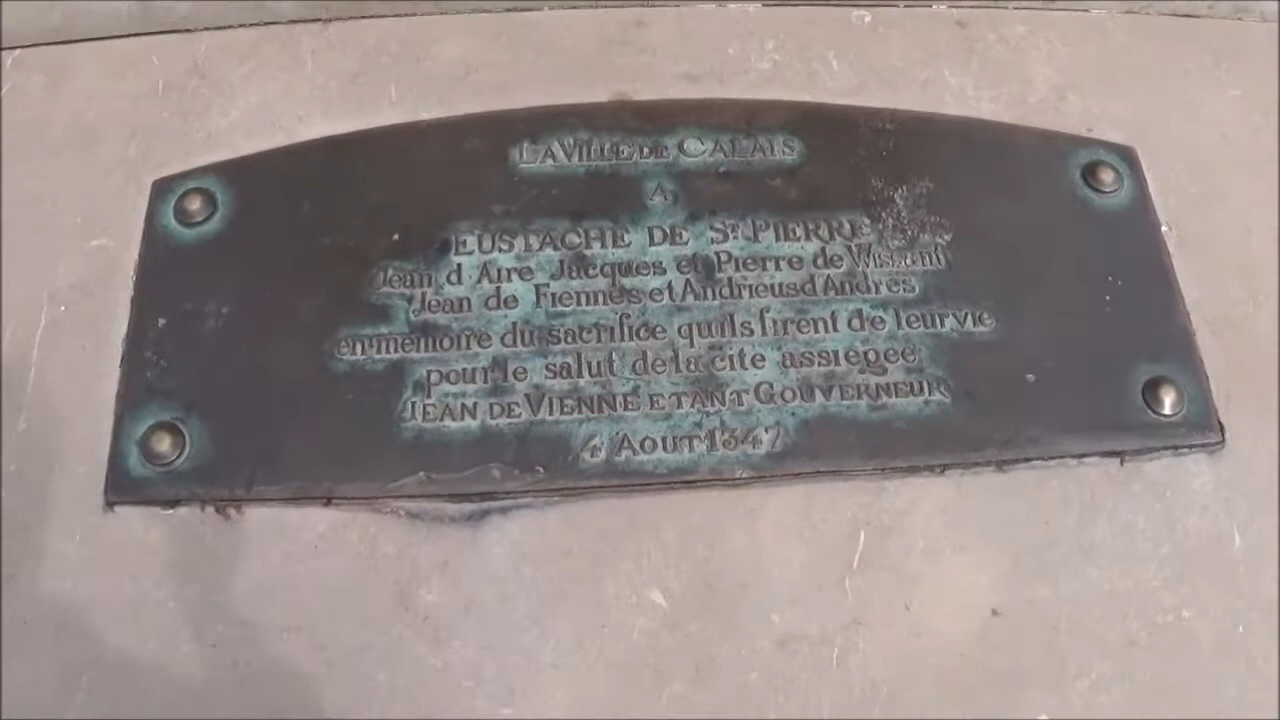 LA VILLE DE CALAIS
A
EUSTACHE DE ST PIERRE
Jean d Aire Jacques et Pierre de Wissant
Jean de Fiennes et Andrieus d Andres
en memoire du sacrifice quils firent de leur vie
pour le salut de la cite assiegee
JEAN DE VIENNE ETANT GOUVERNEUR
4 AOUT 1347